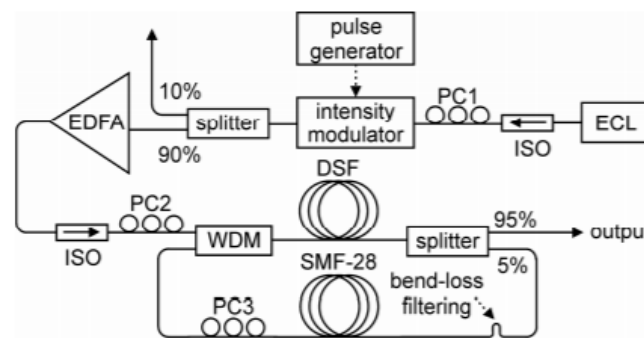 pulse
generator
10%
PC1
EDFA
splitter
intensity
modulator
ECL
90%
ISO
DSF
PC2
95%
WDM
splitter
output
ISO
5%
SMF-28
bend-loss
filtering
PC3